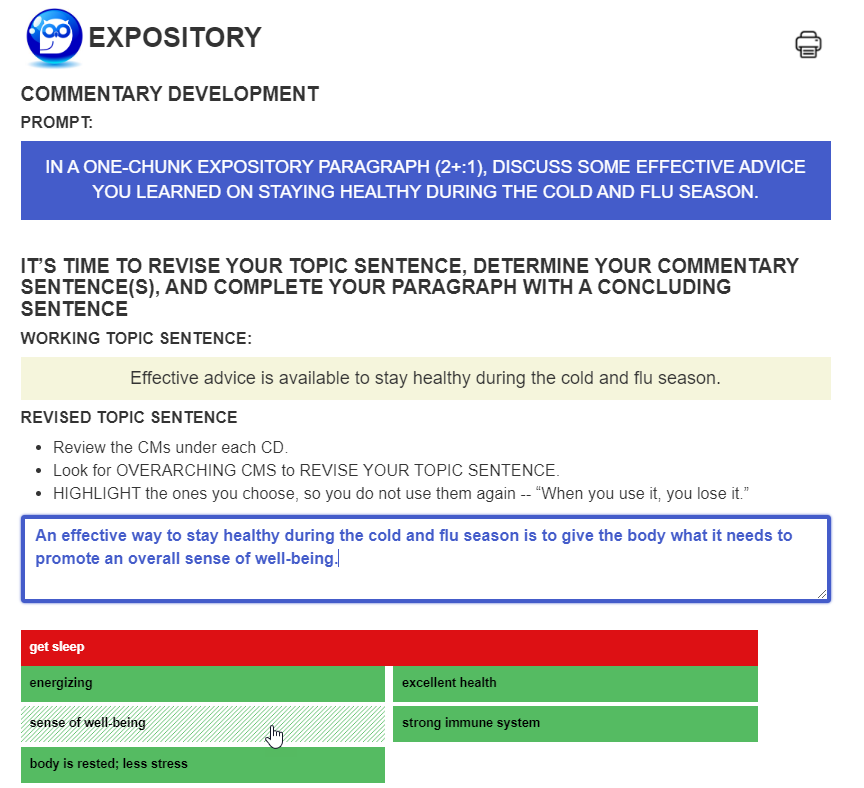 EXPOSITORY
COMMENTARY DEVELOPMENT
PROMPT:
IN A ONE-CHUNK EXPOSITORY PARAGRAPH (2+:1), DISCUSS SOME EFFECTIVE ADVICE
YOU LEARNED ON STAYING HEALTHY DURING THE COLD AND FLU SEASON.
IT’S TIME TO REVISE YOUR TOPIC SENTENCE, DETERMINE YOUR COMMENTARY
SENTENCE(S), AND COMPLETE YOUR PARAGRAPH WITH A CONCLUDING
SENTENCE
WORKING TOPIC SENTENCE:
Effective advice is available to stay healthy during the cold and flu season.
REVISED TOPIC SENTENCE
• Review the CMs under each CD.
• Look for OVERARCHING CMS to REVISE YOUR TOPIC SENTENCE.
• HIGHLIGHT the ones you choose, so you do not use them again -- “When you use it, you lose it.”
An effective way to stay healthy during the cold and flu season is to give the body what it needs to
promote an overall sense of well-being.
get sleep
energizing
excellent health
sense of well-being
strong immune system
body is rested; less stress